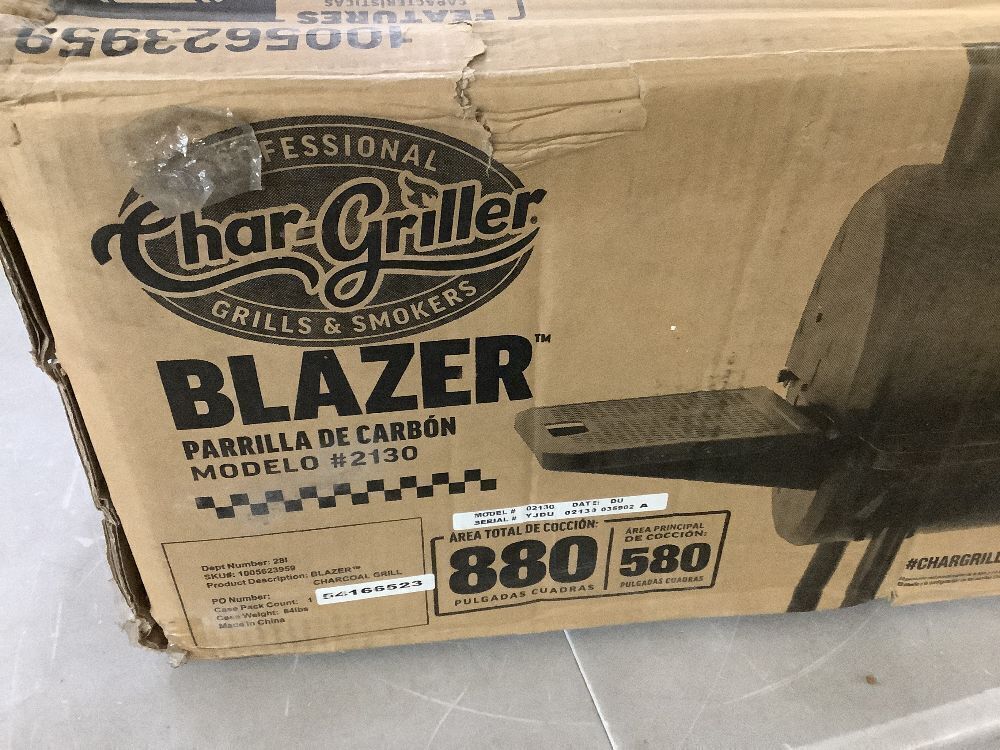 CARACTERÍSTICAS
FEATURES
1005623959
FESSIONAL
Char-Griller
GRILLS & SMOKERS
BLAZER™
PARRILLA DE CARBÓN
MODELO #2130
MODEL # 02130 DATE: DU
SERIAL # YJDU 02130 035902 A
ÁREA TOTAL DE COCCIÓN:
880
PULGADAS CUADRAS
ÁREA PRINCIPAL
DE COCCIÓN:
580
PULGADAS CUADRAS
Dept Number: 28I
SKU#: 1005623959
Product Description: BLAZER™
CHARCOAL GRILL
PO Number:
54166523
Case Pack Count: 1
Case Weight: 84lbs
Made in China
#CHARGRILL